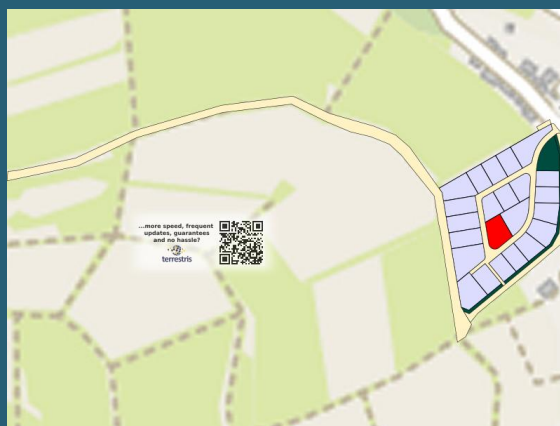 ...more speed, frequent
updates, guarantees
and no hassle?
...
terrestris